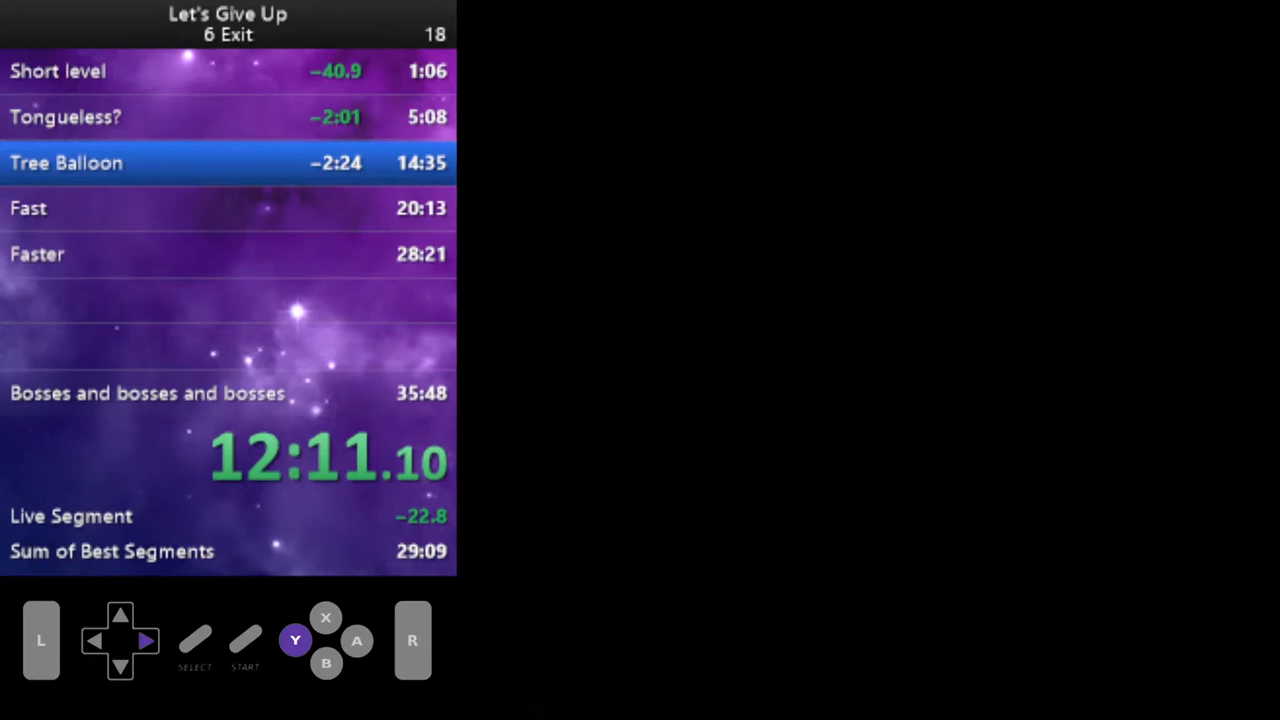 Let's Give Up
6 Exit 18
Short level −40.9 1:06
Tongueless? −2:01 5:08
Tree Balloon −2:24 14:35
Fast 20:13
Faster 28:21
Bosses and bosses and bosses 35:48
12:11.10
Live Segment −22.8
Sum of Best Segments 29:09
L SELECT START X Y A B R